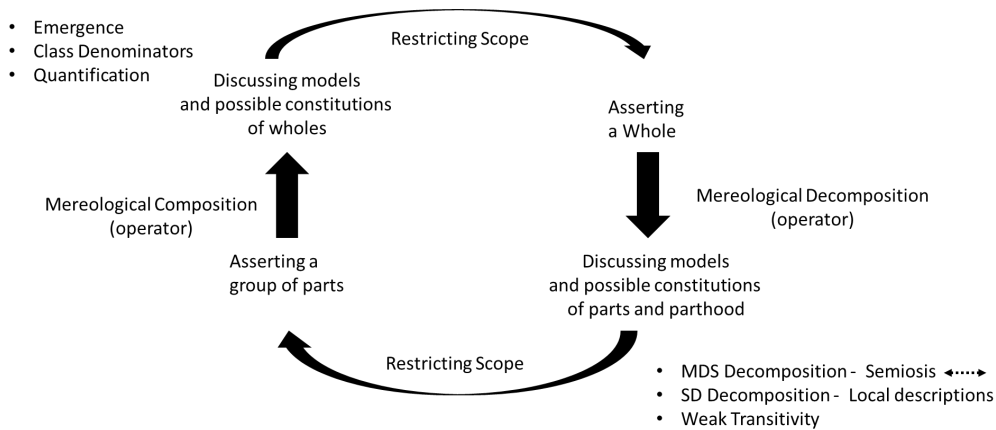 • Emergence
• Class Denominators
• Quantification
Restricting Scope
Discussing models
and possible constitutions
of wholes
Asserting
a Whole
Mereological Composition
(operator)
Mereological Decomposition
(operator)
Asserting a
group of parts
Discussing models
and possible constitutions
of parts and parthood
Restricting Scope
• MDS Decomposition - Semiosis
• SD Decomposition - Local descriptions
• Weak Transitivity